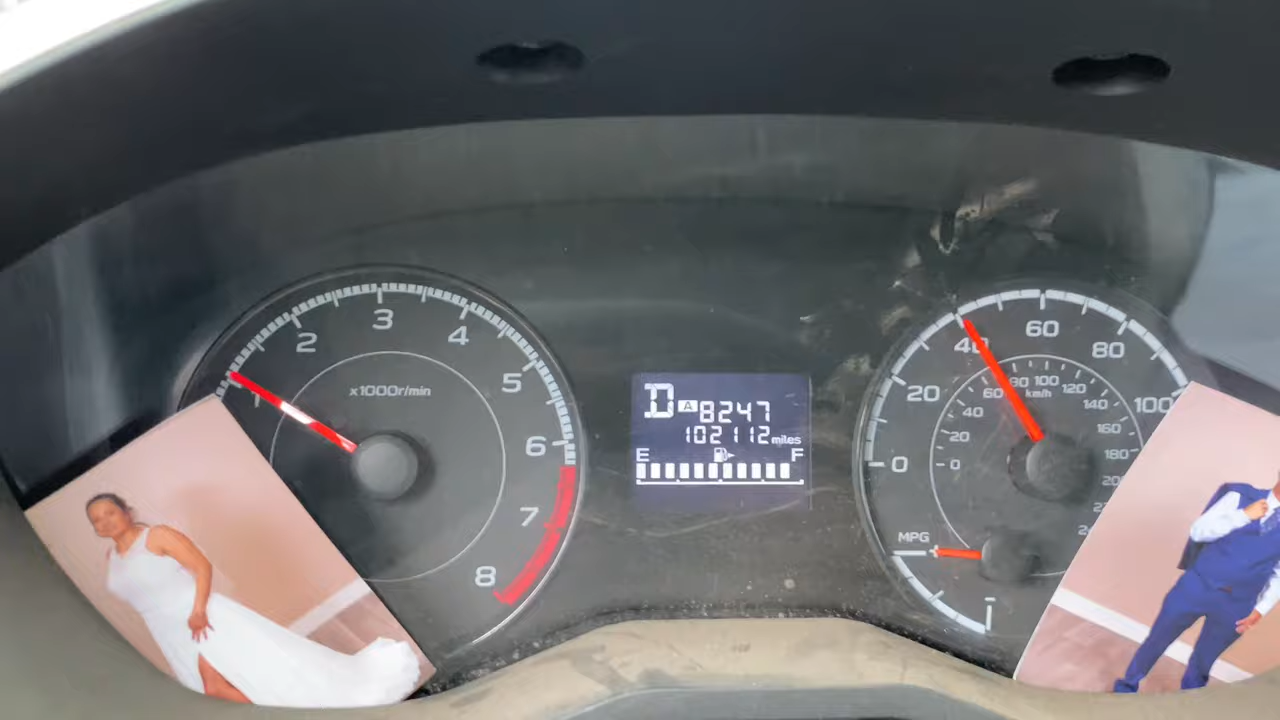 1 2 3 4 5 6 7 8
x1000r/min
D A 8247
102112 miles
E F
0 20 40 60 80 100
0 20 40 60 80 100 120 140 160 180
km/h
MPG